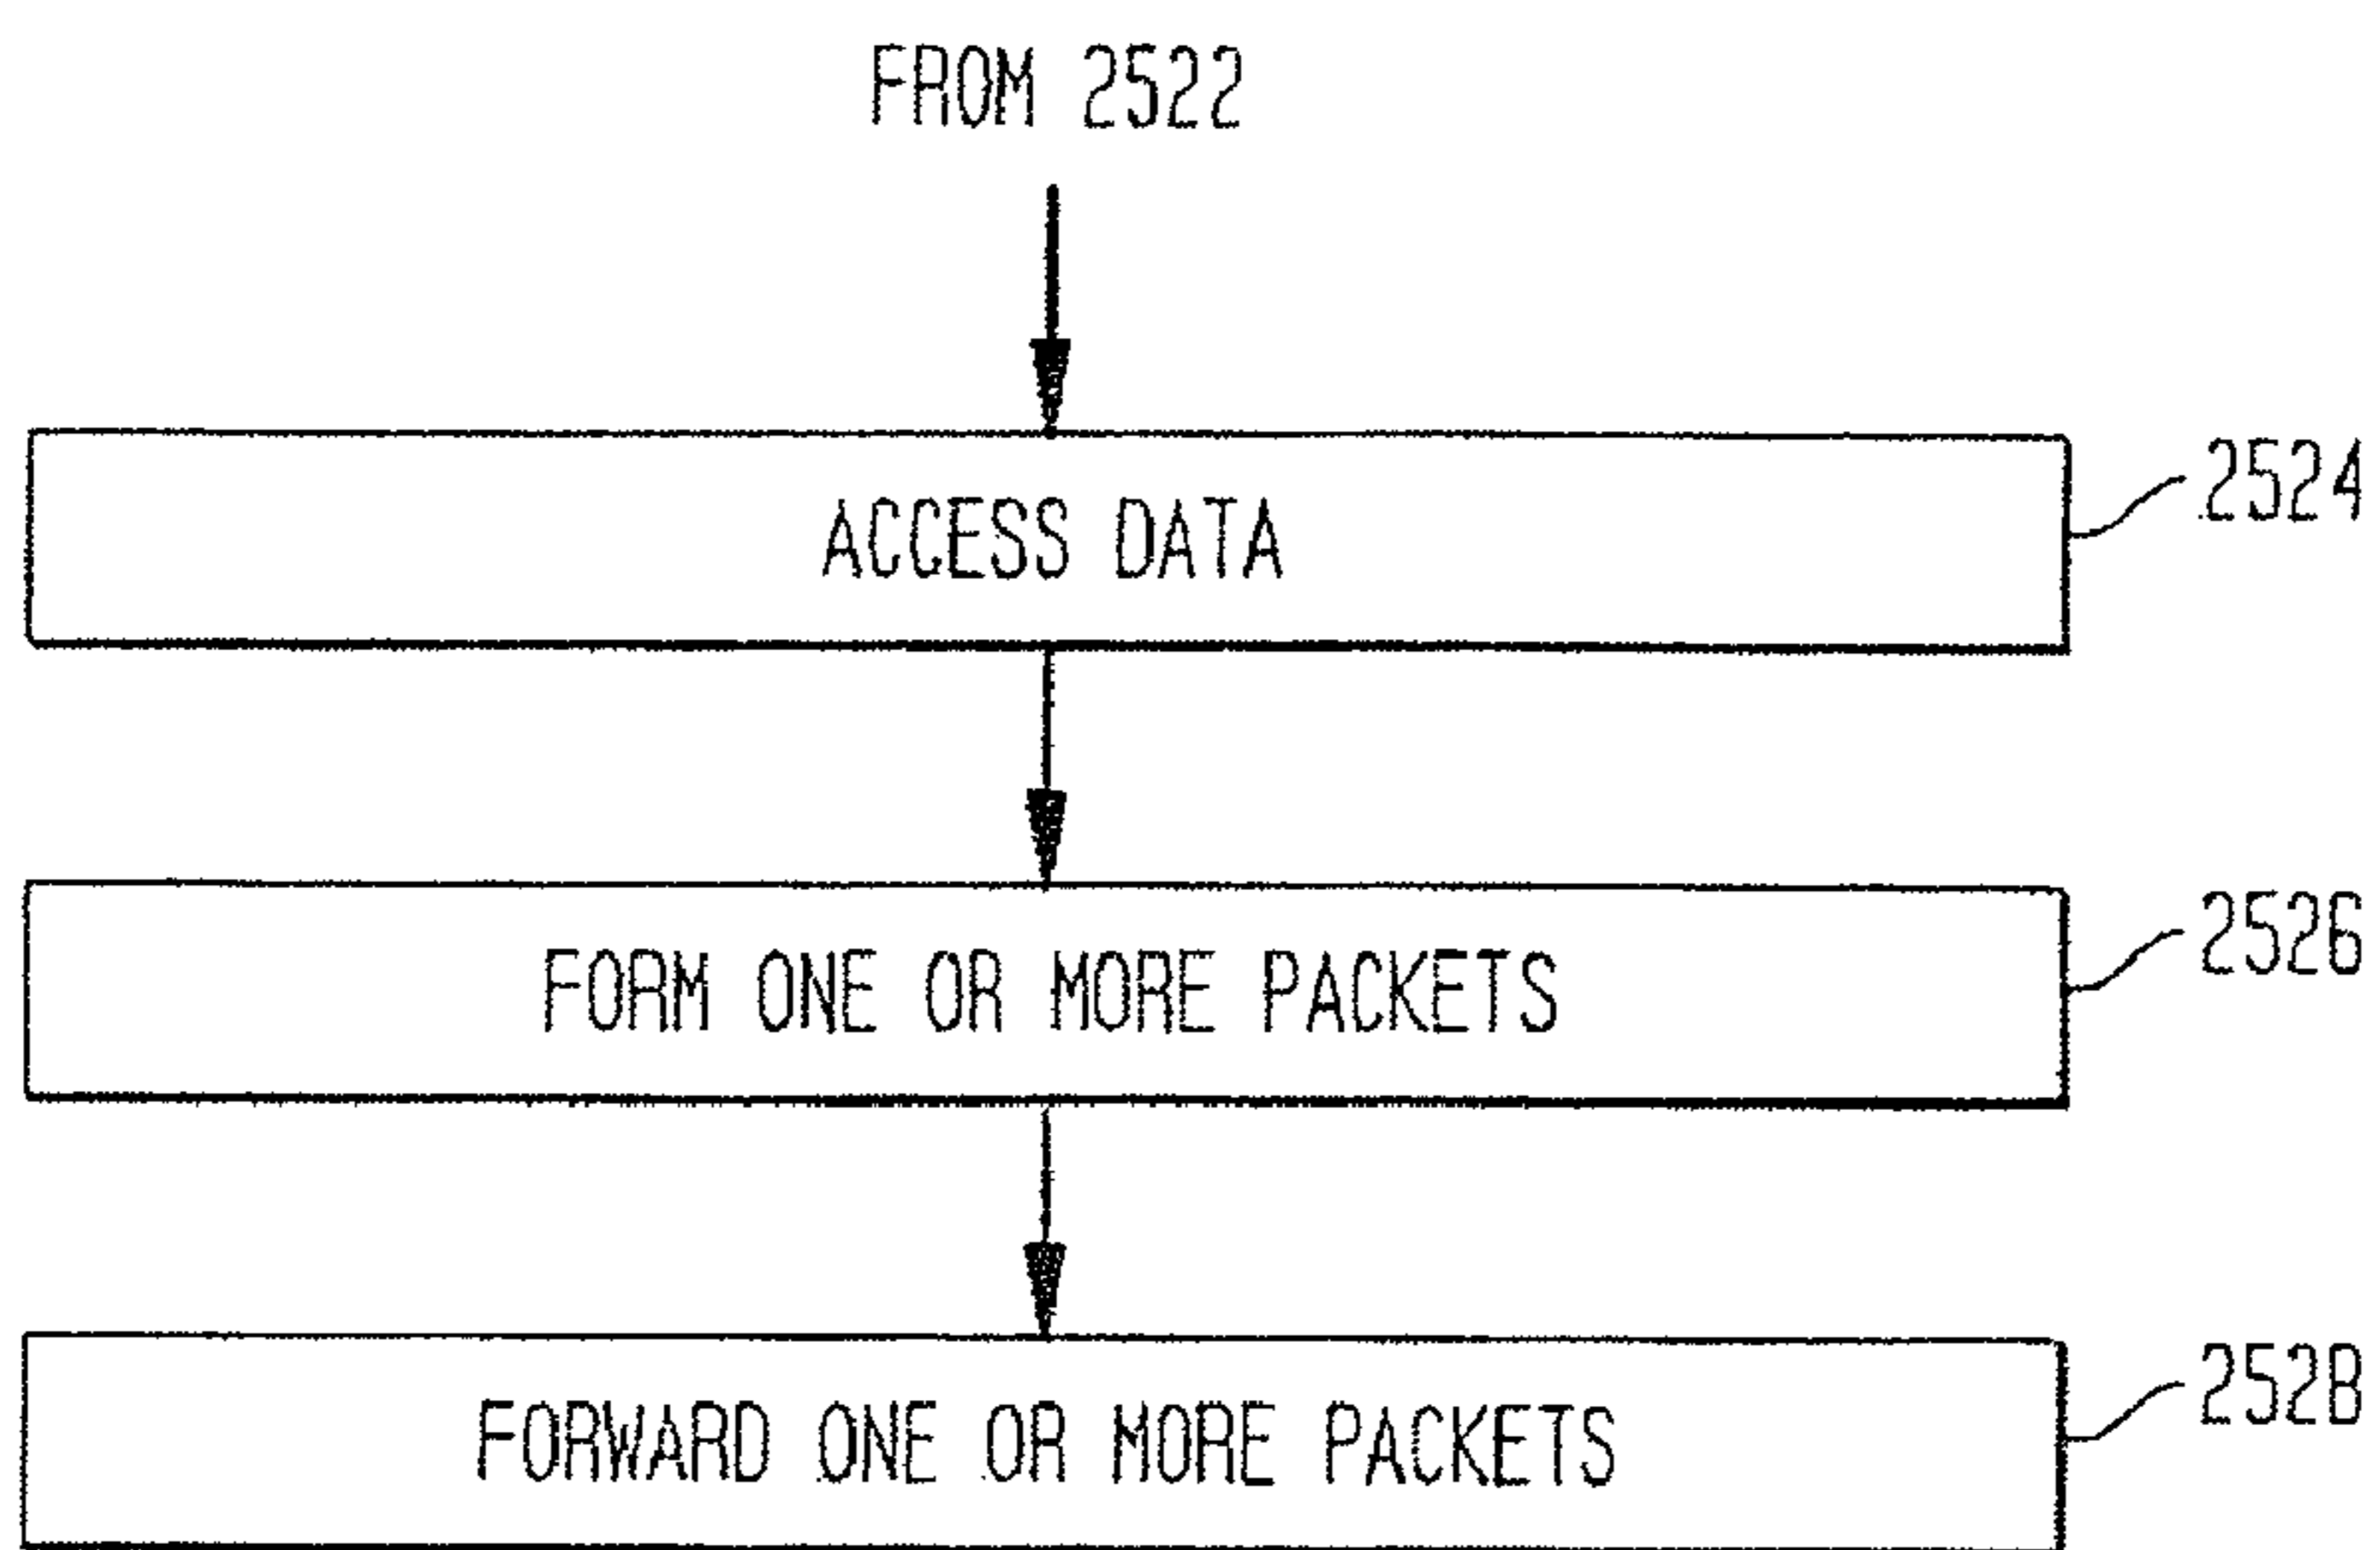 FROM 2522
ACCESS DATA
2524
FORM ONE OR MORE PACKETS
2526
FORWARD ONE OR MORE PACKETS
2528